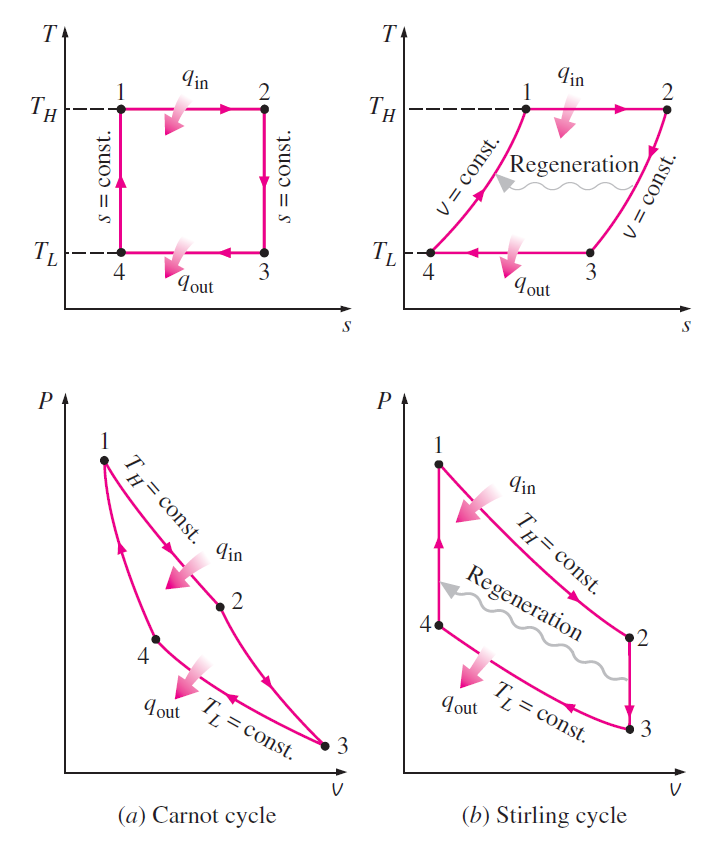 T
q_in
1
2
T_H
s = const.
s = const.
T_L
4
3
q_out
s
T
q_in
1
2
T_H
Regeneration
v = const.
v = const.
T_L
4
3
q_out
s
P
1
T_H = const.
q_in
2
4
q_out
T_L = const.
3
v
(a) Carnot cycle
P
1
q_in
T_H = const.
Regeneration
4
2
q_out
T_L = const.
3
v
(b) Stirling cycle